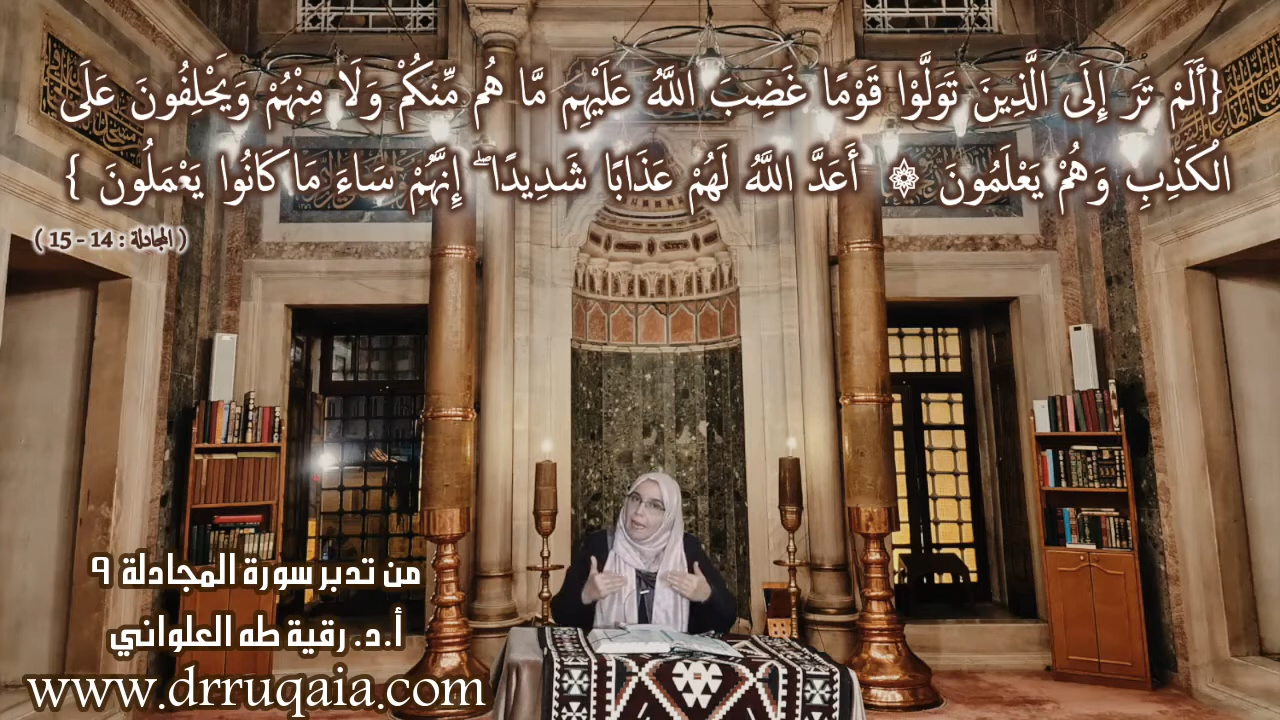 {أَلَمْ تَرَ إِلَى الَّذِينَ تَوَلَّوْا قَوْمًا غَضِبَ اللَّهُ عَلَيْهِم مَّا هُم مِّنكُمْ وَلَا مِنْهُمْ وَيَحْلِفُونَ عَلَى
الْكَذِبِ وَهُمْ يَعْلَمُونَ ۞ أَعَدَّ اللَّهُ لَهُمْ عَذَابًا شَدِيدًا ۖ إِنَّهُمْ سَاءَ مَا كَانُوا يَعْمَلُونَ }
( المجادلة : 14 - 15 )
من تدبر سورة المجادلة ٩
أ.د. رقية طه العلواني
www.drruqaia.com